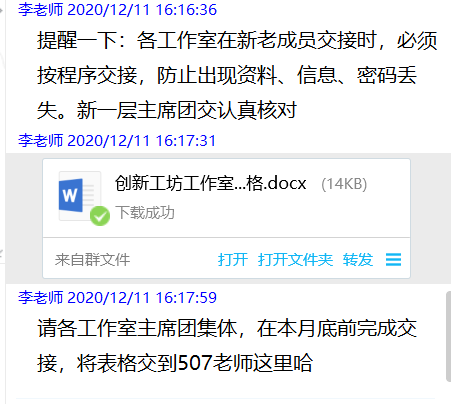 李老师 2020/12/11 16:16:36
提醒一下：各工作室在新老成员交接时，必须
按程序交接，防止出现资料、信息、密码丢
失。新一层主席团交认真核对
李老师 2020/12/11 16:17:31
创新工坊工作室...格.docx (14KB)
下载成功
来自群文件 打开 打开文件夹 转发
李老师 2020/12/11 16:17:59
请各工作室主席团集体，在本月底前完成交
接，将表格交到507老师这里哈